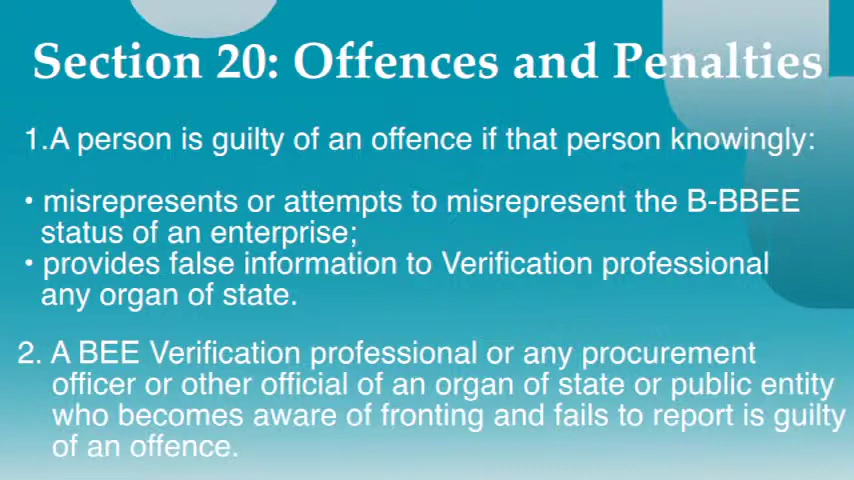 Section 20: Offences and Penalties
1.A person is guilty of an offence if that person knowingly:
• misrepresents or attempts to misrepresent the B-BBEE
status of an enterprise;
• provides false information to Verification professional
any organ of state.
2. A BEE Verification professional or any procurement
officer or other official of an organ of state or public entity
who becomes aware of fronting and fails to report is guilty
of an offence.